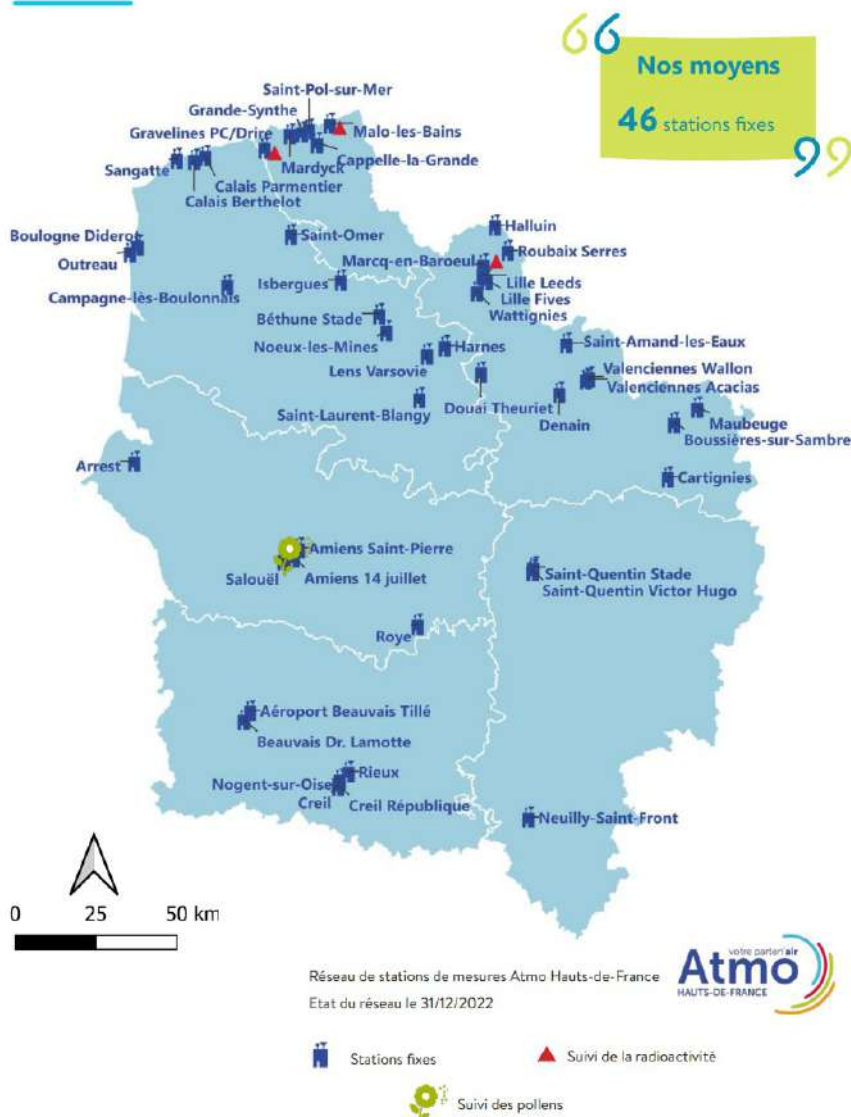 Nos moyens
46 stations fixes
Saint-Pol-sur-Mer
Grande-Synthe
Gravelines PC/Drire
Malo-les-Bains
Mardyck
Cappelle-la-Grande
Sangatte
Calais Parmentier
Calais Berthelot
Halluin
Boulogne Diderot
Saint-Omer
Roubaix Serres
Outreau
Marcq-en-Baroeul
Campagne-lès-Boulonnais
Isbergues
Lille Leeds
Lille Fives
Wattignies
Béthune Stade
Noeux-les-Mines
Harnes
Saint-Amand-les-Eaux
Lens Varsovie
Valenciennes Wallon
Valenciennes Acacias
Saint-Laurent-Blangy
Douai Theuriet
Denain
Maubeuge
Boussières-sur-Sambre
Arrest
Cartignies
Amiens Saint-Pierre
Salouël
Amiens 14 juillet
Saint-Quentin Stade
Saint-Quentin Victor Hugo
Roye
Aéroport Beauvais Tillé
Beauvais Dr. Lamotte
Rieux
Nogent-sur-Oise
Creil
Creil République
Neuilly-Saint-Front
0 25 50 km
Réseau de stations de mesures Atmo Hauts-de-France
Etat du réseau le 31/12/2022
votre parten'air
Atmo
HAUTS-DE-FRANCE
Stations fixes
Suivi de la radioactivité
Suivi des pollens